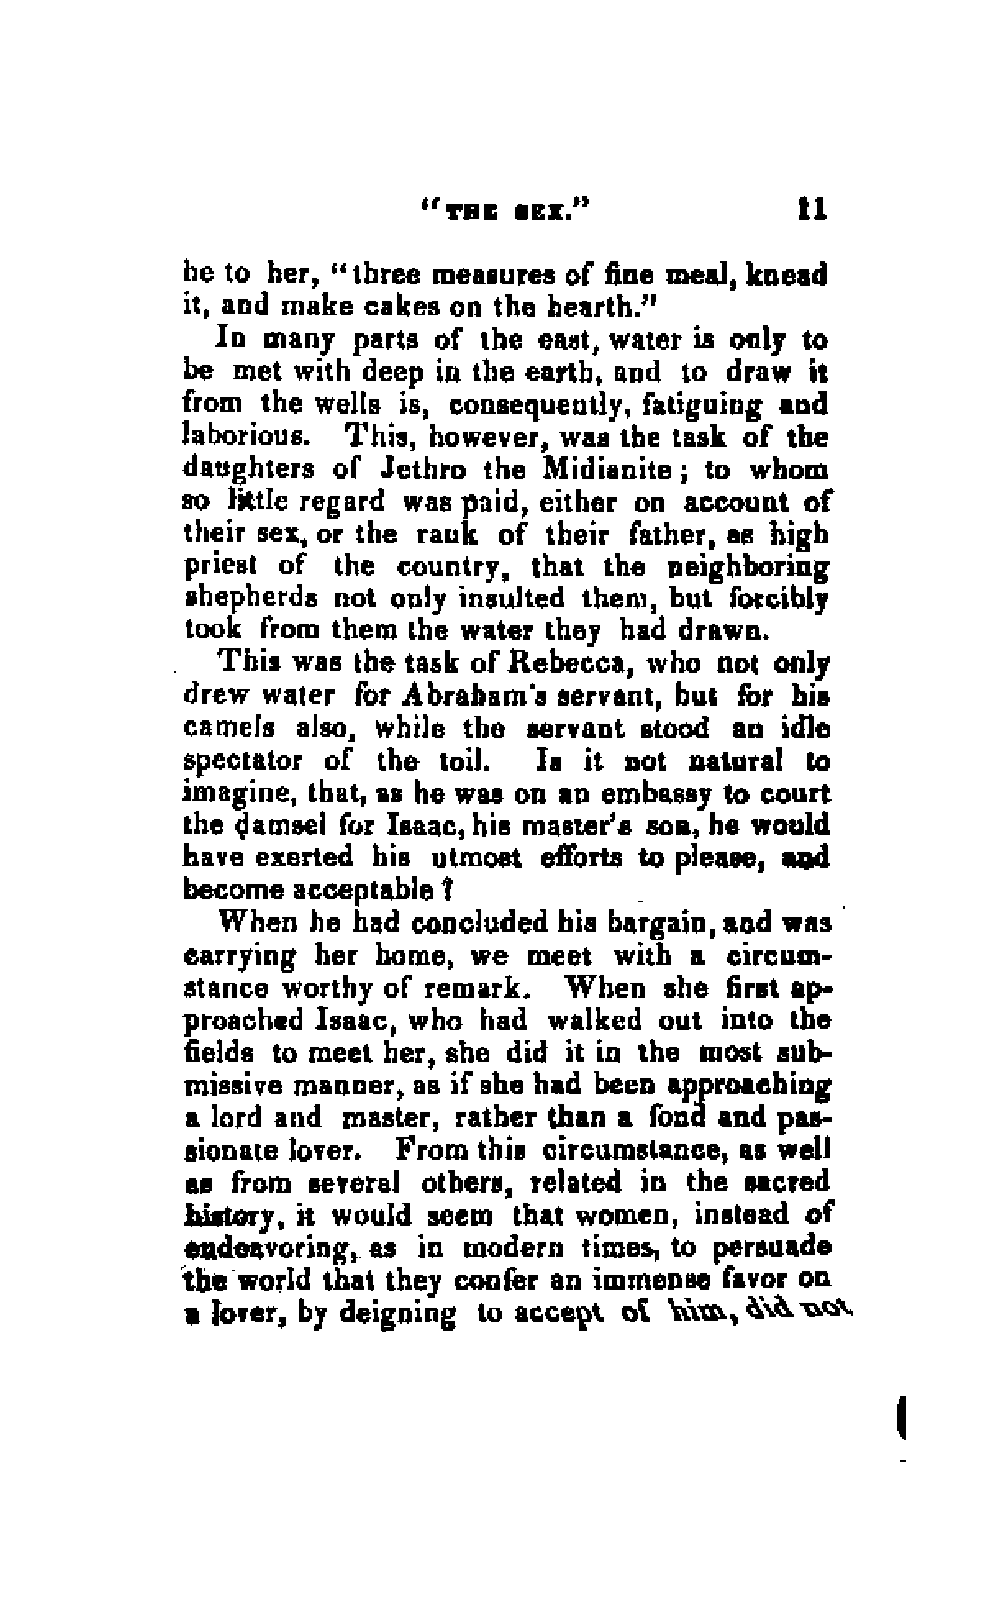 "THE SEX." 11
he to her, "three measures of fine meal, knead
it, and make cakes on the hearth."
In many parts of the east, water is only to
be met with deep in the earth, and to draw it
from the wells is, consequently, fatiguing and
laborious. This, however, was the task of the
daughters of Jethro the Midianite; to whom
so little regard was paid, either on account of
their sex, or the rank of their father, as high
priest of the country, that the neighboring
shepherds not only insulted them, but forcibly
took from them the water they had drawn.
This was the task of Rebecca, who not only
drew water for Abraham's servant, but for his
camels also, while the servant stood an idle
spectator of the toil. Is it not natural to
imagine, that, as he was on an embassy to court
the damsel for Isaac, his master's son, he would
have exerted his utmost efforts to please, and
become acceptable?
When he had concluded his bargain, and was
carrying her home, we meet with a circum-
stance worthy of remark. When she first ap-
proached Isaac, who had walked out into the
fields to meet her, she did it in the most sub-
missive manner, as if she had been approaching
a lord and master, rather than a fond and pas-
sionate lover. From this circumstance, as well
as from several others, related in the sacred
history, it would seem that women, instead of
endeavoring, as in modern times, to persuade
the world that they confer an immense favor on
a lover, by deigning to accept of him, did not